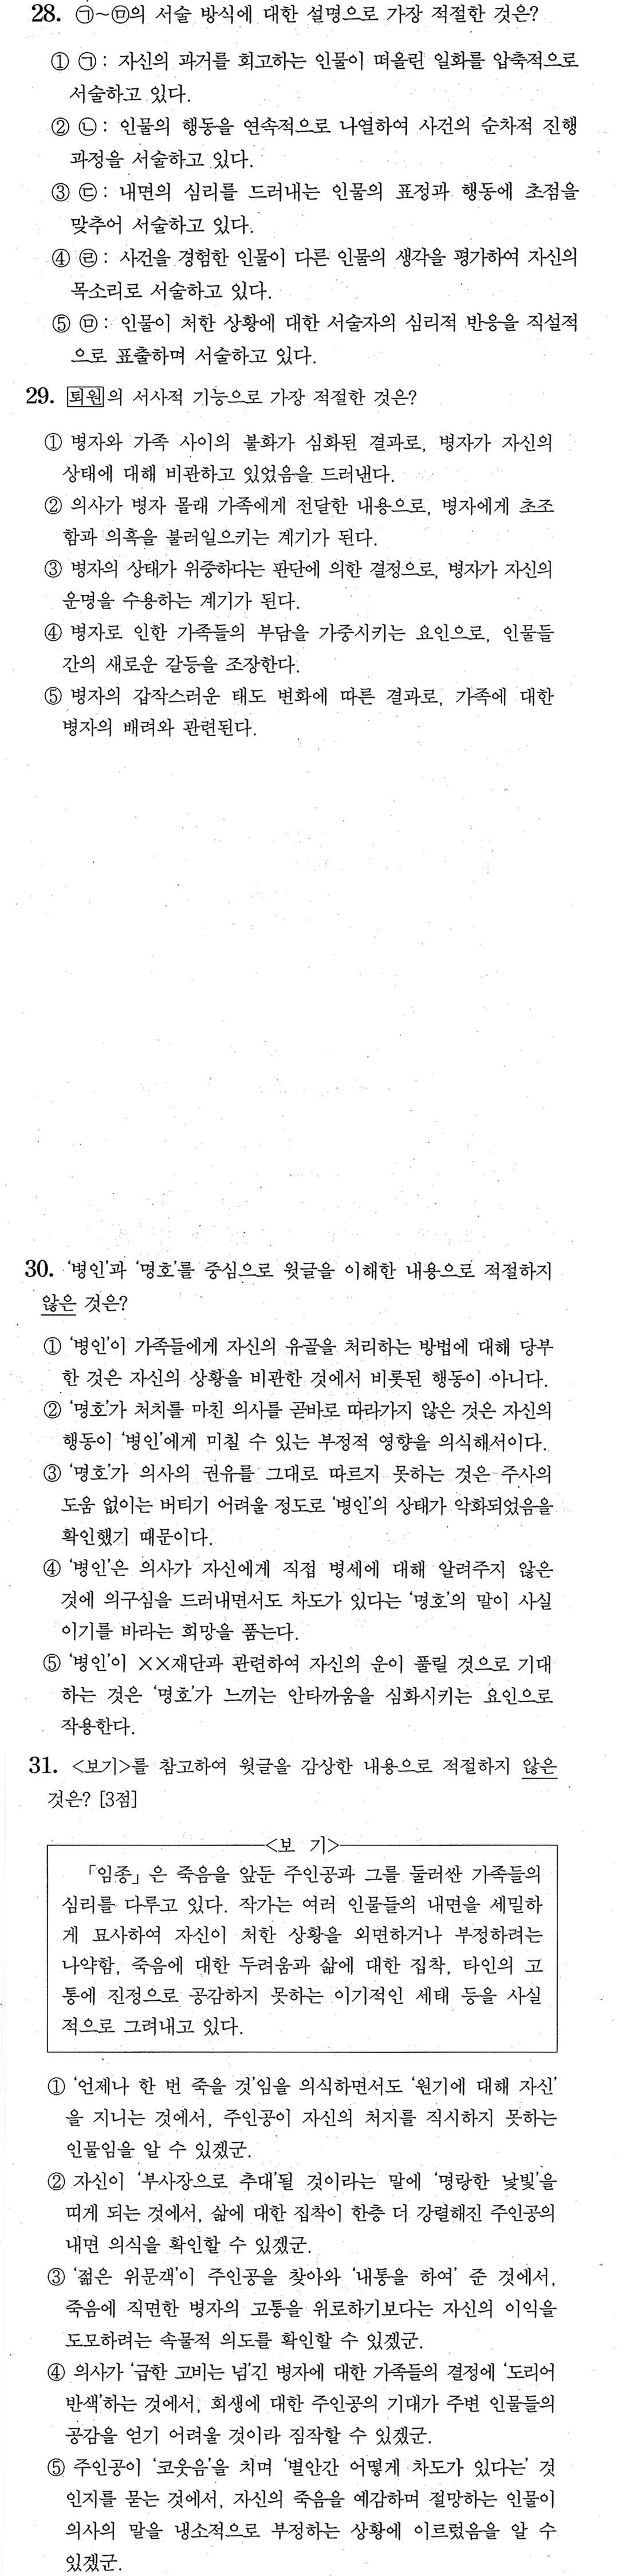 28. ㉠~㉤의 서술 방식에 대한 설명으로 가장 적절한 것은?
① ㉠: 자신의 과거를 회고하는 인물이 떠올린 일화를 압축적으로
서술하고 있다.
② ㉡: 인물의 행동을 연속적으로 나열하여 사건의 순차적 진행
과정을 서술하고 있다.
③ ㉢: 내면의 심리를 드러내는 인물의 표정과 행동에 초점을
맞추어 서술하고 있다.
④ ㉣: 사건을 경험한 인물이 다른 인물의 생각을 평가하여 자신의
목소리로 서술하고 있다.
⑤ ㉤: 인물이 처한 상황에 대한 서술자의 심리적 반응을 직설적
으로 표출하며 서술하고 있다.
29. 퇴원의 서사적 기능으로 가장 적절한 것은?
① 병자와 가족 사이의 불화가 심화된 결과로, 병자가 자신의
상태에 대해 비관하고 있었음을 드러낸다.
② 의사가 병자 몰래 가족에게 전달한 내용으로, 병자에게 초조
함과 의혹을 불러일으키는 계기가 된다.
③ 병자의 상태가 위중하다는 판단에 의한 결정으로, 병자가 자신의
운명을 수용하는 계기가 된다.
④ 병자로 인한 가족들의 부담을 가중시키는 요인으로, 인물들
간의 새로운 갈등을 조장한다.
⑤ 병자의 갑작스러운 태도 변화에 따른 결과로, 가족에 대한
병자의 배려와 관련된다.
30. '병인'과 '명호'를 중심으로 윗글을 이해한 내용으로 적절하지
않은 것은?
① '병인'이 가족들에게 자신의 유골을 처리하는 방법에 대해 당부
한 것은 자신의 상황을 비관한 것에서 비롯된 행동이 아니다.
② '명호'가 처치를 마친 의사를 곧바로 따라가지 않은 것은 자신의
행동이 '병인'에게 미칠 수 있는 부정적 영향을 의식해서이다.
③ '명호'가 의사의 권유를 그대로 따르지 못하는 것은 주사의
도움 없이는 버티기 어려울 정도로 '병인'의 상태가 악화되었음을
확인했기 때문이다.
④ '병인'은 의사가 자신에게 직접 병세에 대해 알려주지 않은
것에 의구심을 드러내면서도 차도가 있다는 '명호'의 말이 사실
이기를 바라는 희망을 품는다.
⑤ '병인'이 ××재단과 관련하여 자신의 운이 풀릴 것으로 기대
하는 것은 '명호'가 느끼는 안타까움을 심화시키는 요인으로
작용한다.
31. <보기>를 참고하여 윗글을 감상한 내용으로 적절하지 않은
것은? [3점]
<보 기>
「임종」은 죽음을 앞둔 주인공과 그를 둘러싼 가족들의
심리를 다루고 있다. 작가는 여러 인물들의 내면을 세밀하
게 묘사하여 자신이 처한 상황을 외면하거나 부정하려는
나약함, 죽음에 대한 두려움과 삶에 대한 집착, 타인의 고
통에 진정으로 공감하지 못하는 이기적인 세태 등을 사실
적으로 그려내고 있다.
① '언제나 한 번 죽을 것'임을 의식하면서도 '원기에 대해 자신'
을 지니는 것에서, 주인공이 자신의 처지를 직시하지 못하는
인물임을 알 수 있겠군.
② 자신이 '부사장으로 추대'될 것이라는 말에 '명랑한 낯빛'을
띠게 되는 것에서, 삶에 대한 집착이 한층 더 강렬해진 주인공의
내면 의식을 확인할 수 있겠군.
③ '젊은 위문객'이 주인공을 찾아와 '내통을 하여' 준 것에서,
죽음에 직면한 병자의 고통을 위로하기보다는 자신의 이익을
도모하려는 속물적 의도를 확인할 수 있겠군.
④ 의사가 '급한 고비는 넘'긴 병자에 대한 가족들의 결정에 '도리어
반색'하는 것에서, 회생에 대한 주인공의 기대가 주변 인물들의
공감을 얻기 어려울 것이라 짐작할 수 있겠군.
⑤ 주인공이 '코웃음'을 치며 '별안간 어떻게 차도가 있다는' 것
인지를 묻는 것에서, 자신의 죽음을 예감하며 절망하는 인물이
의사의 말을 냉소적으로 부정하는 상황에 이르렀음을 알 수
있겠군.